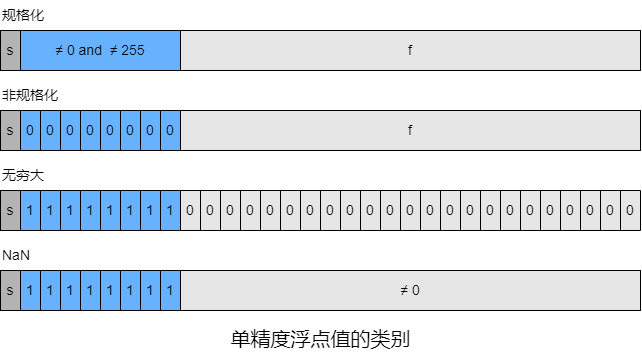 规格化
s ≠ 0 and ≠ 255 f
非规格化
s 0 0 0 0 0 0 0 0 f
无穷大
s 1 1 1 1 1 1 1 1 0 0 0 0 0 0 0 0 0 0 0 0 0 0 0 0 0 0 0 0 0 0 0
NaN
s 1 1 1 1 1 1 1 1 ≠ 0
单精度浮点值的类别